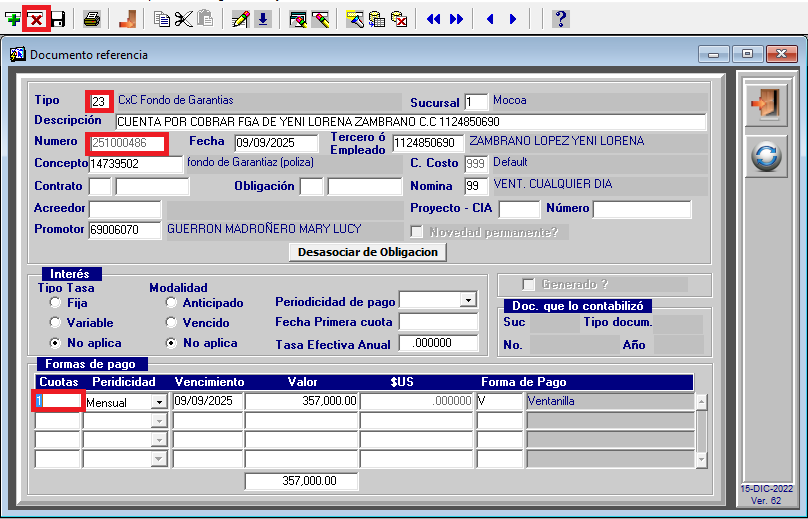 Documento referencia
Tipo 23 CxC Fondo de Garantias Sucursal 1 Mocoa
Descripción CUENTA POR COBRAR FGA DE YENI LORENA ZAMBRANO C.C 1124850690
Numero 251000486 Fecha 09/09/2025 Tercero ó Empleado 1124850690 ZAMBRANO LOPEZ YENI LORENA
Concepto 14739502 fondo de Garantiaz (poliza) C. Costo 999 Default
Contrato Obligación Nomina 99 VENT. CUALQUIER DIA
Acreedor Proyecto - CIA Número
Promotor 69006070 GUERRON MADROÑERO MARY LUCY Novedad permanente?
Desasociar de Obligacion
Interés
Tipo Tasa Modalidad Generado ?
Fija Anticipado Periodicidad de pago Doc. que lo contabilizó
Variable Vencido Fecha Primera cuota Suc Tipo docum.
No aplica No aplica Tasa Efectiva Anual .000000 No. Año
Formas de pago
Cuotas Peridicidad Vencimiento Valor $US Forma de Pago
1 Mensual 09/09/2025 357,000.00 .000000 V Ventanilla
357,000.00
15-DIC-2022
Ver. 62